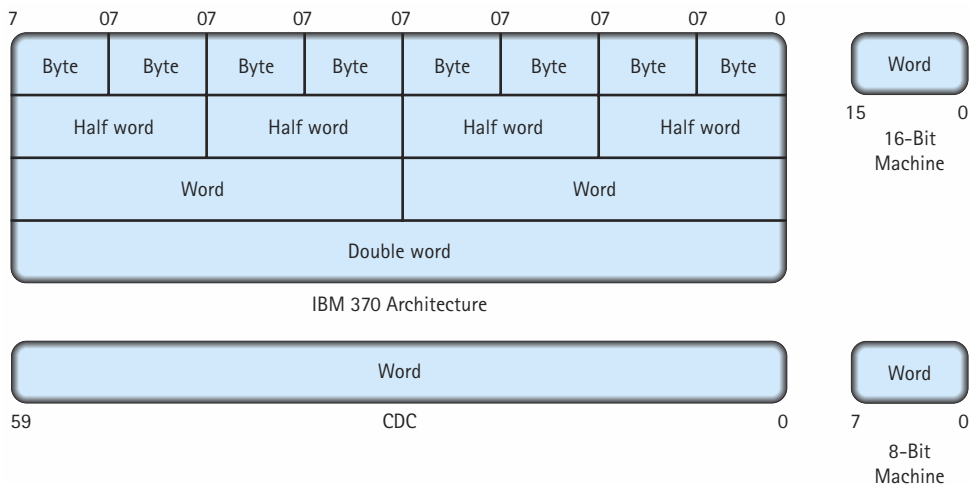 7 07 07 07 07 07 07 07 0
Byte Byte Byte Byte Byte Byte Byte Byte
Half word Half word Half word Half word
Word Word
Double word
IBM 370 Architecture
Word
15 0
16-Bit
Machine
Word
59 CDC 0
Word
7 0
8-Bit
Machine